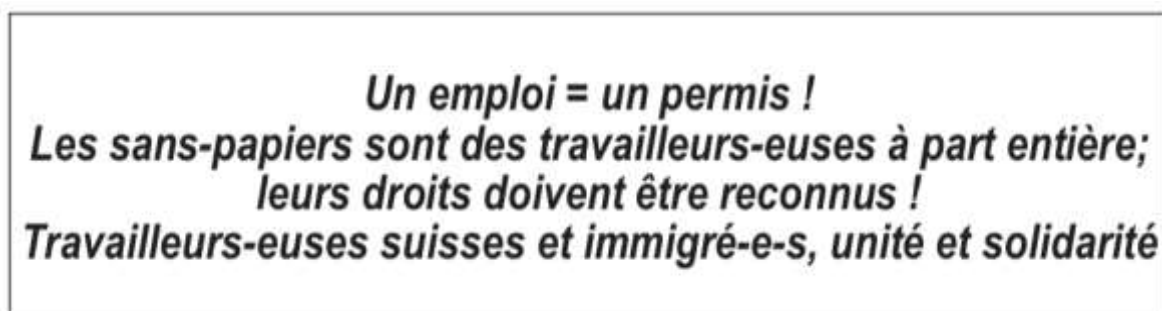 Un emploi = un permis !
Les sans-papiers sont des travailleurs-euses à part entière;
leurs droits doivent être reconnus !
Travailleurs-euses suisses et immigré-e-s, unité et solidarité